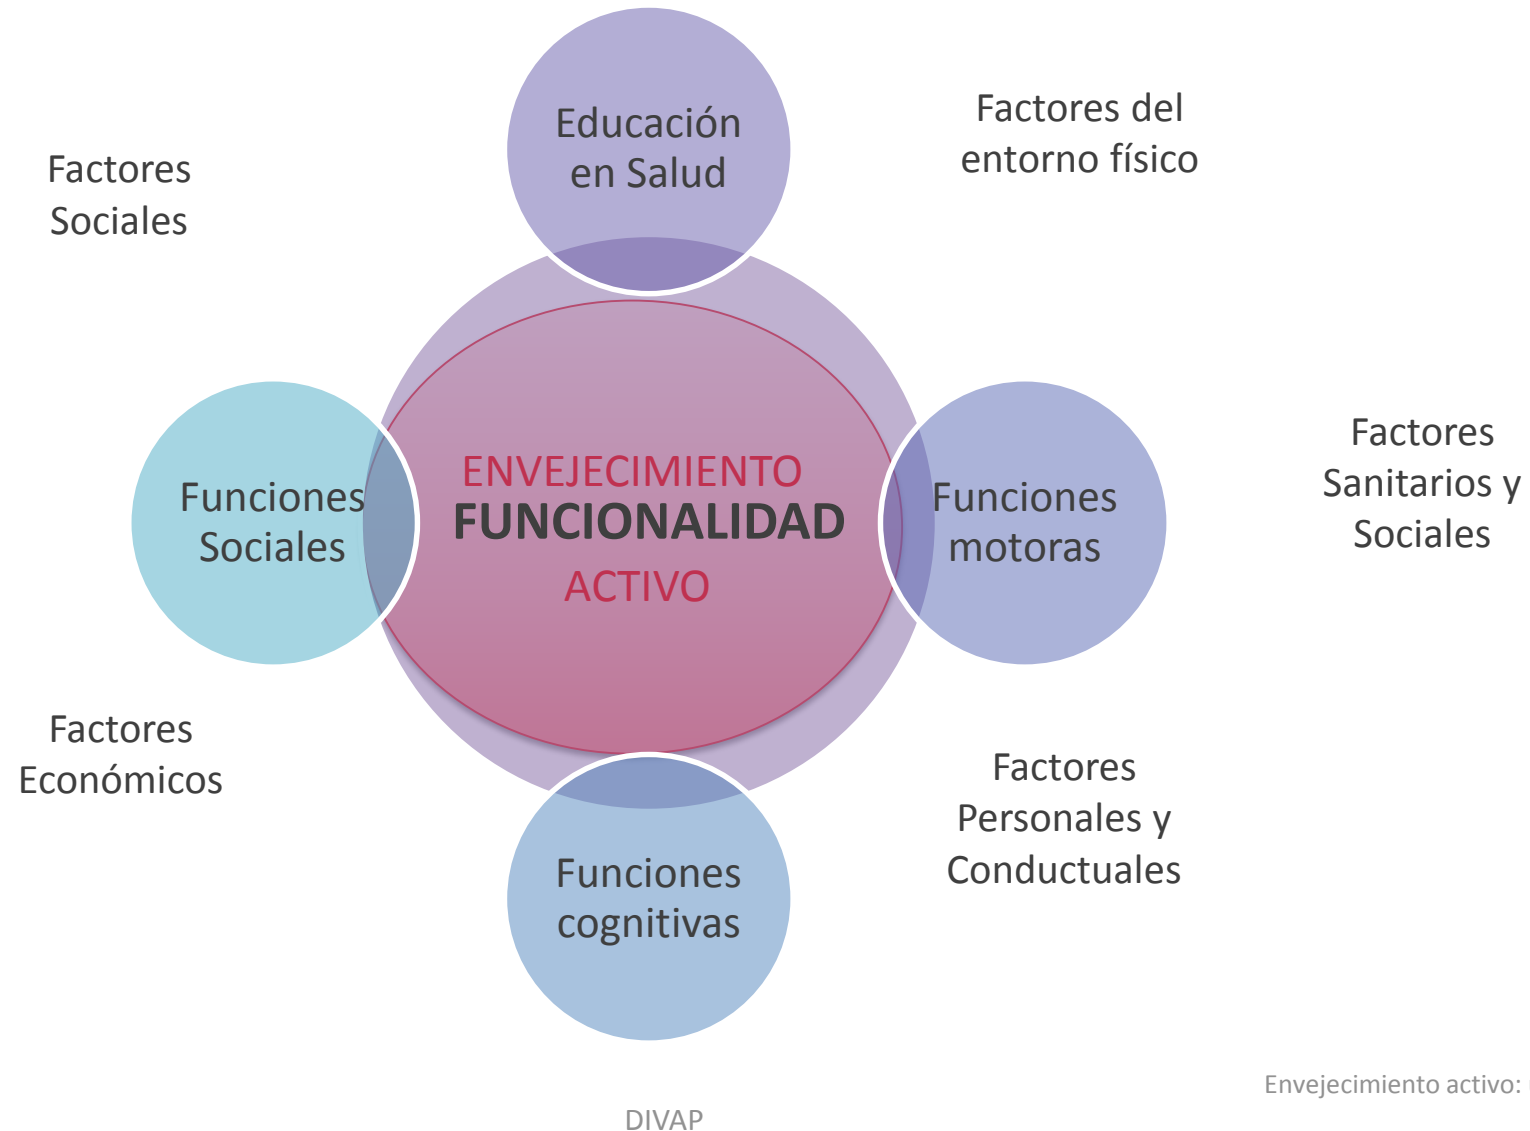 Educación
en Salud
Factores del
entorno físico
Factores
Sociales
ENVEJECIMIENTO
FUNCIONALIDAD
ACTIVO
Funciones
Sociales
Funciones
motoras
Factores
Sanitarios y
Sociales
Factores
Económicos
Factores
Personales y
Conductuales
Funciones
cognitivas
Envejecimiento activo:
DIVAP